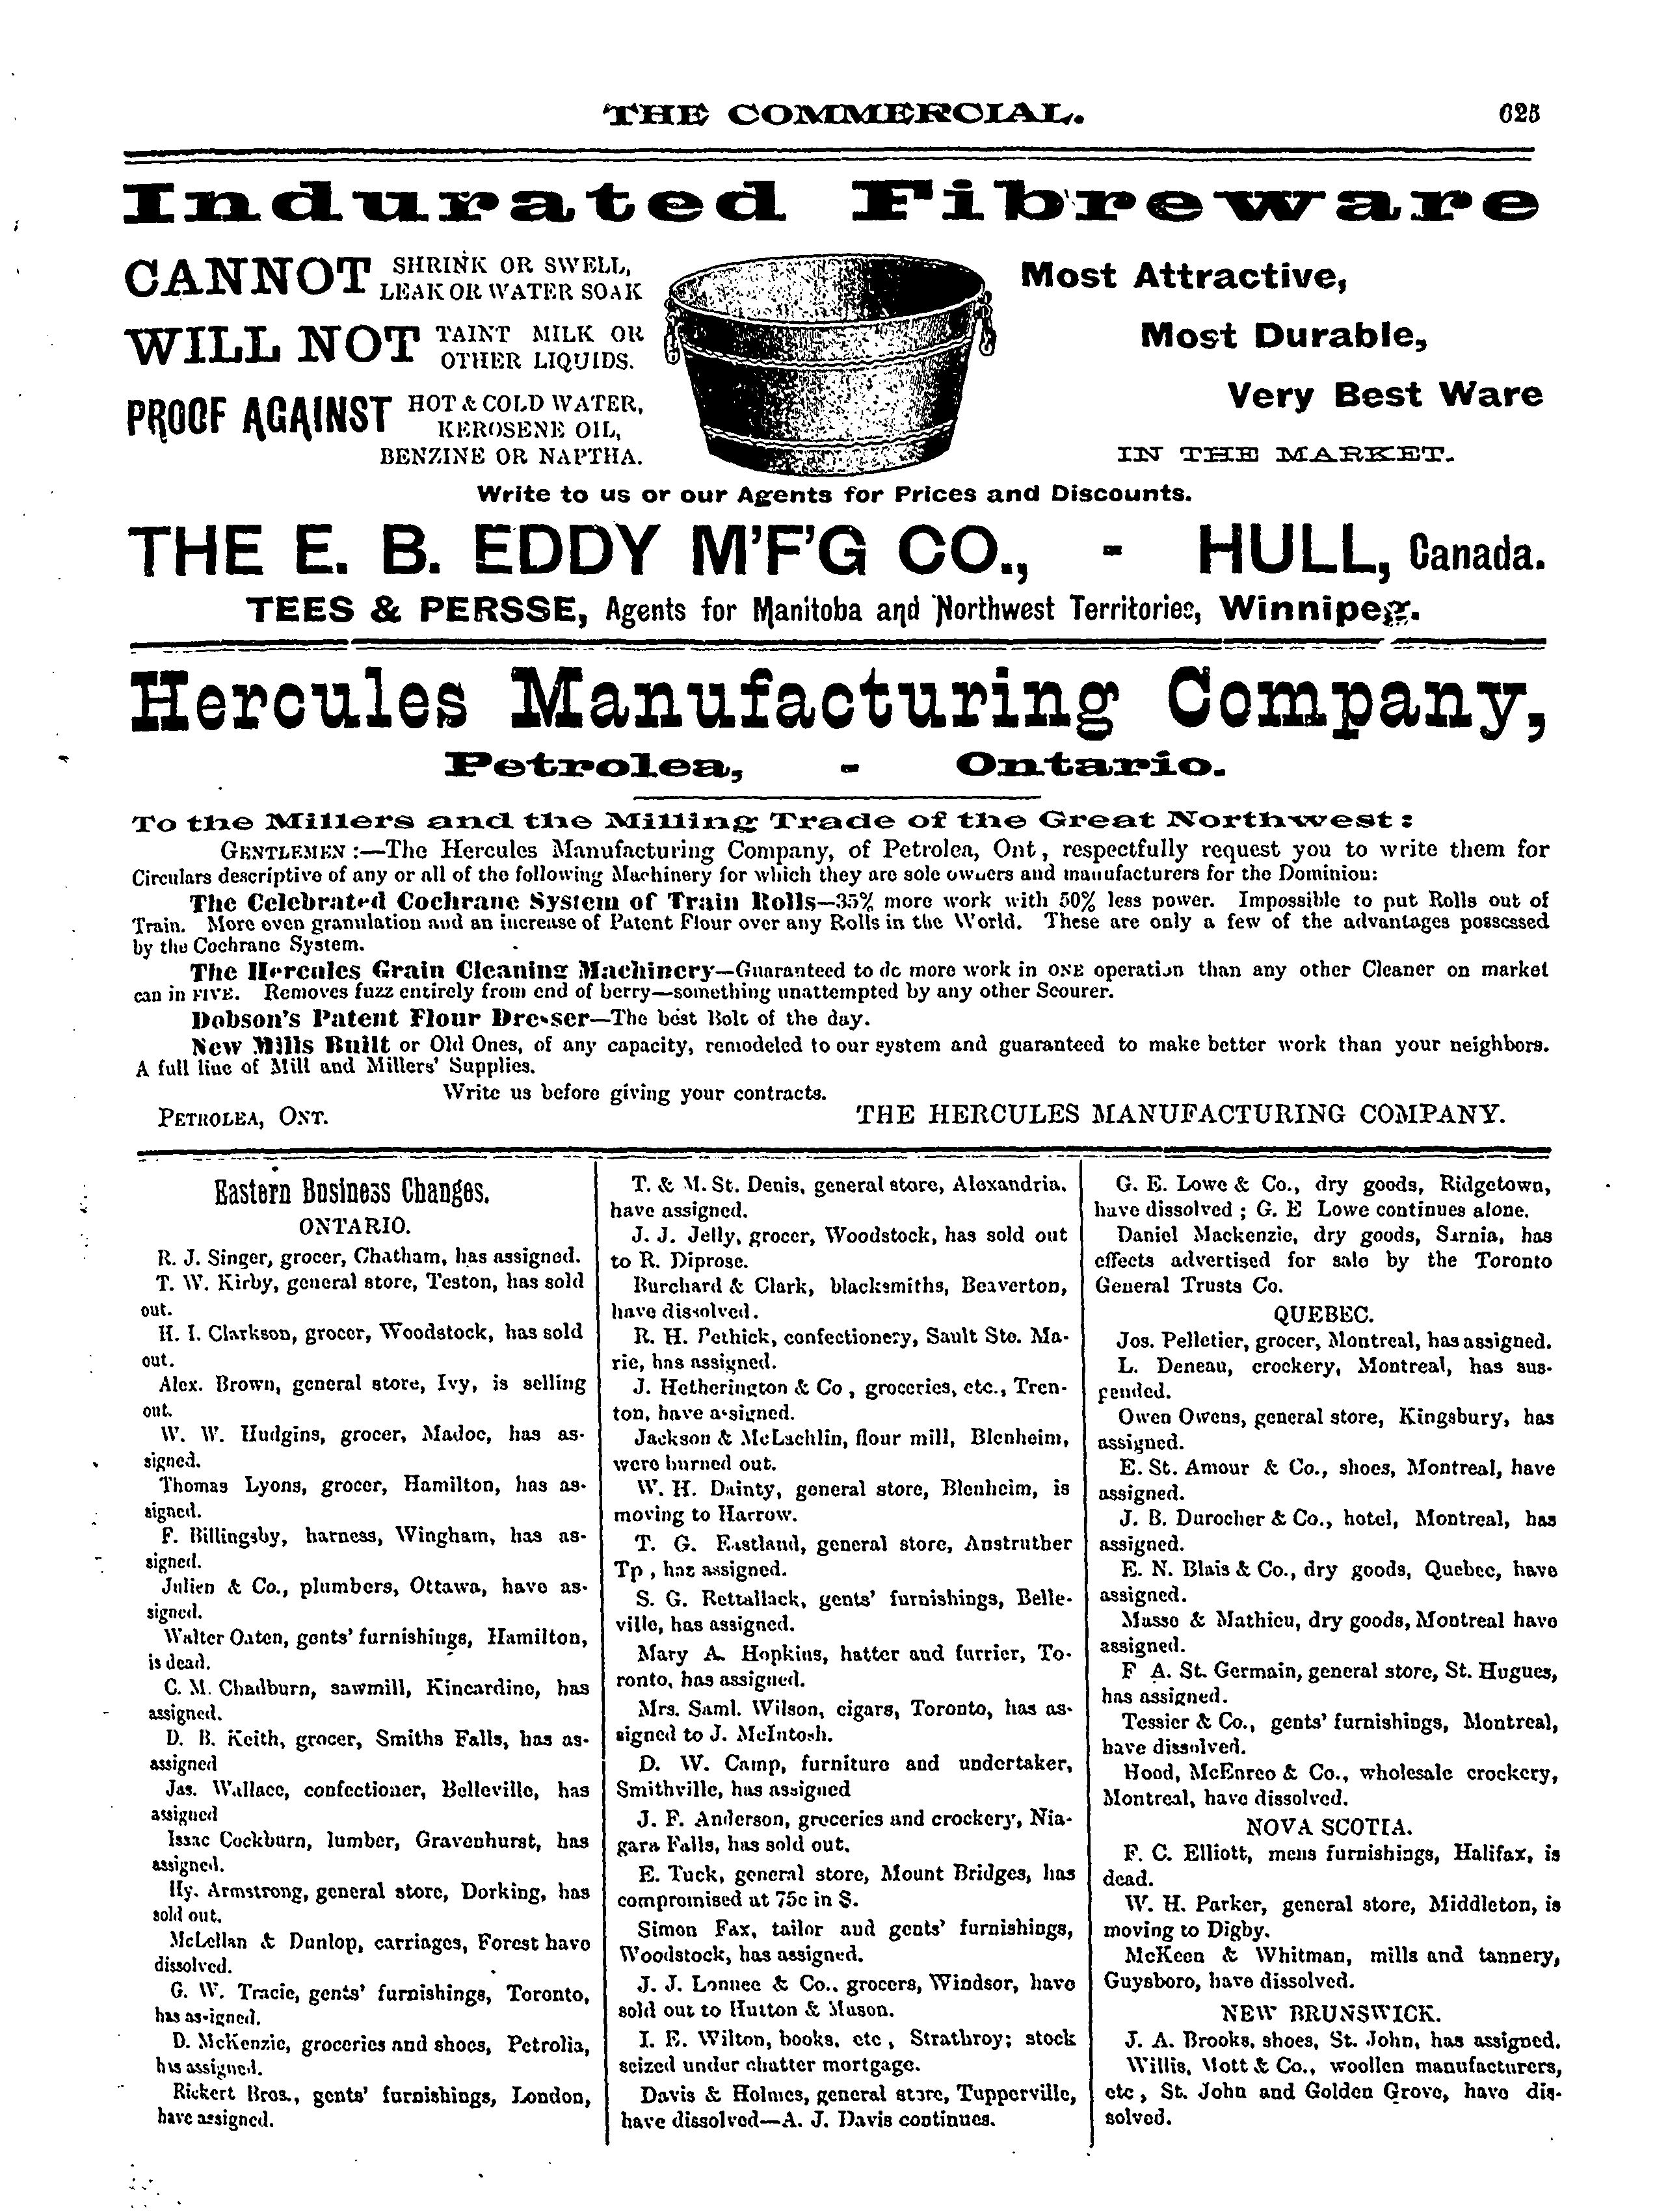 THE COMMERCIAL.
625
Indurated Fibreware
CANNOT SHRINK OR SWELL,
LEAK OR WATER SOAK
WILL NOT TAINT MILK OR
OTHER LIQUIDS.
PROOF AGAINST HOT & COLD WATER,
KEROSENE OIL,
BENZINE OR NAPTHA.
Most Attractive,
Most Durable,
Very Best Ware
IN THE MARKET.
Write to us or our Agents for Prices and Discounts.
THE E. B. EDDY M'F'G CO., - HULL, Canada.
TEES & PERSSE, Agents for Manitoba and Northwest Territories, Winnipeg.
Hercules Manufacturing Company,
Petrolea, - Ontario.
To the Millers and the Milling Trade of the Great Northwest:
GENTLEMEN:—The Hercules Manufacturing Company, of Petrolea, Ont, respectfully request you to write them for
Circulars descriptive of any or all of the following Machinery for which they are sole owners and manufacturers for the Dominion:
The Celebrated Cochrane System of Train Rolls—35% more work with 50% less power. Impossible to put Rolls out of
Train. More even granulation and an increase of Patent Flour over any Rolls in the World. These are only a few of the advantages possessed
by the Cochrane System.
The Hercules Grain Cleaning Machinery—Guaranteed to do more work in ONE operation than any other Cleaner on market
can in FIVE. Removes fuzz entirely from end of berry—something unattempted by any other Scourer.
Dobson's Patent Flour Dresser—The best Bolt of the day.
New Mills Built or Old Ones, of any capacity, remodeled to our system and guaranteed to make better work than your neighbors.
A full line of Mill and Millers' Supplies.
Write us before giving your contracts.
PETROLEA, ONT.
THE HERCULES MANUFACTURING COMPANY.
Eastern Business Changes.
ONTARIO.
R. J. Singer, grocer, Chatham, has assigned.
T. W. Kirby, general store, Teston, has sold
out.
H. I. Clarkson, grocer, Woodstock, has sold
out.
Alex. Brown, general store, Ivy, is selling
out.
W. W. Hudgins, grocer, Madoc, has as-
signed.
Thomas Lyons, grocer, Hamilton, has as-
signed.
F. Billingsby, harness, Wingham, has as-
signed.
Julien & Co., plumbers, Ottawa, have as-
signed.
Walter Oaten, gents' furnishings, Hamilton,
is dead.
C. M. Chadburn, sawmill, Kincardine, has
assigned.
D. B. Keith, grocer, Smiths Falls, has as-
assigned
Jas. Wallace, confectioner, Belleville, has
assigned
Issac Cockburn, lumber, Gravenhurst, has
assigned.
Hy. Armstrong, general store, Dorking, has
sold out.
McLellan & Dunlop, carriages, Forest have
dissolved.
G. W. Tracie, gents' furnishings, Toronto,
has assigned.
D. McKenzie, groceries and shoes, Petrolia,
has assigned.
Rickert Bros., gents' furnishings, London,
have assigned.
T. & M. St. Denis, general store, Alexandria,
have assigned.
J. J. Jelly, grocer, Woodstock, has sold out
to R. Diprose.
Burchard & Clark, blacksmiths, Beaverton,
have dissolved.
R. H. Pethick, confectionery, Sault Ste. Ma-
rie, has assigned.
J. Hetherington & Co, groceries, etc., Tren-
ton, have assigned.
Jackson & McLachlin, flour mill, Blenheim,
were burned out.
W. H. Dainty, general store, Blenheim, is
moving to Harrow.
T. G. Eastland, general store, Anstruther
Tp, has assigned.
S. G. Rettallack, gents' furnishings, Belle-
ville, has assigned.
Mary A. Hopkins, hatter and furrier, To-
ronto, has assigned.
Mrs. Saml. Wilson, cigars, Toronto, has as-
signed to J. McIntosh.
D. W. Camp, furniture and undertaker,
Smithville, has assigned
J. F. Anderson, groceries and crockery, Nia-
gara Falls, has sold out.
E. Tuck, general store, Mount Bridges, has
compromised at 75c in $.
Simon Fax, tailor and gents' furnishings,
Woodstock, has assigned.
J. J. Lonnee & Co., grocers, Windsor, have
sold out to Hutton & Mason.
I. E. Wilton, books, etc, Strathroy; stock
seized under chatter mortgage.
Davis & Holmes, general store, Tupperville,
have dissolved—A. J. Davis continues.
G. E. Lowe & Co., dry goods, Ridgetown,
have dissolved; G. E Lowe continues alone.
Daniel Mackenzie, dry goods, Sarnia, has
effects advertised for sale by the Toronto
General Trusts Co.
QUEBEC.
Jos. Pelletier, grocer, Montreal, has assigned.
L. Deneau, crockery, Montreal, has sus-
pended.
Owen Owens, general store, Kingsbury, has
assigned.
E. St. Amour & Co., shoes, Montreal, have
assigned.
J. B. Durocher & Co., hotel, Montreal, has
assigned.
E. N. Blais & Co., dry goods, Quebec, have
assigned.
Musso & Mathieu, dry goods, Montreal have
assigned.
F A. St. Germain, general store, St. Hugues,
has assigned.
Tessier & Co., gents' furnishings, Montreal,
have dissolved.
Hood, McEnreo & Co., wholesale crockery,
Montreal, have dissolved.
NOVA SCOTIA.
F. C. Elliott, mens furnishings, Halifax, is
dead.
W. H. Parker, general store, Middleton, is
moving to Digby.
McKeen & Whitman, mills and tannery,
Guysboro, have dissolved.
NEW BRUNSWICK.
J. A. Brooks, shoes, St. John, has assigned.
Willis, Mott & Co., woollen manufacturers,
etc, St. John and Golden Grove, have dis-
solved.